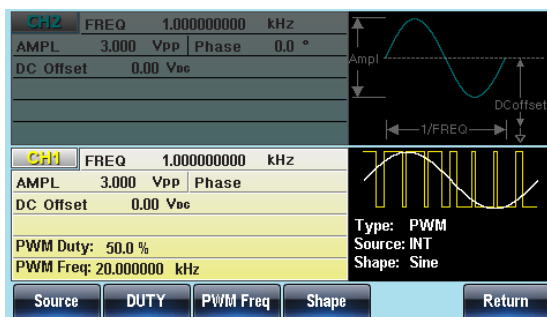 CH2 FREQ 1.000000000 kHz
AMPL 3.000 Vpp Phase 0.0 °
DC Offset 0.00 VDC
Ampl
DCoffset
1/FREQ
CH1 FREQ 1.000000000 kHz
AMPL 3.000 Vpp Phase
DC Offset 0.00 VDC
PWM Duty: 50.0 %
PWM Freq: 20.000000 kHz
Type: PWM
Source: INT
Shape: Sine
Source DUTY PWM Freq Shape Return